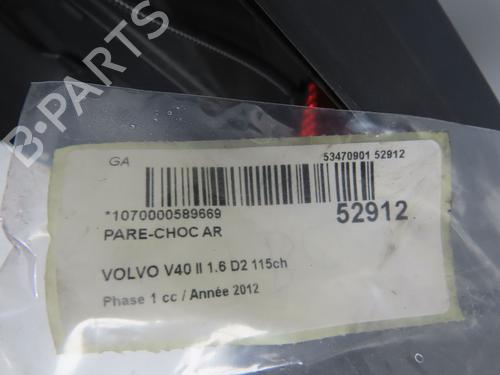 GA
53470901 52912
*1070000589669
52912
PARE-CHOC AR
VOLVO V40 II 1.6 D2 115ch
Phase 1 cc / Année 2012
B-PARTS